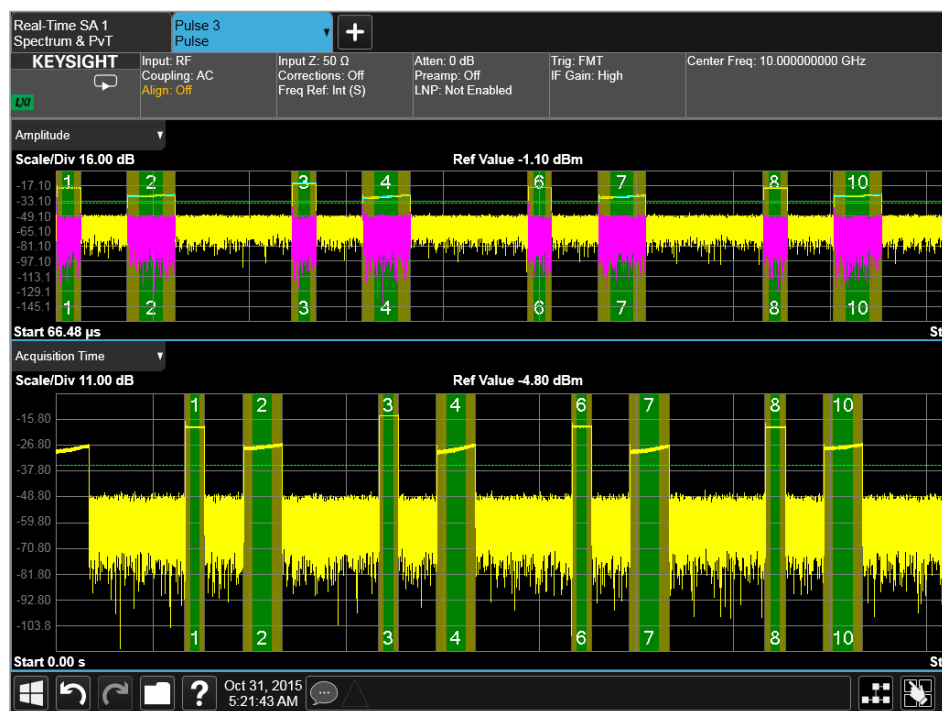 Real-Time SA 1
Spectrum & PvT
Pulse 3
Pulse
KEYSIGHT
LXI
Input: RF
Coupling: AC
Align: Off
Input Z: 50 Ω
Corrections: Off
Freq Ref: Int (S)
Atten: 0 dB
Preamp: Off
LNP: Not Enabled
Trig: FMT
IF Gain: High
Center Freq: 10.000000000 GHz
Amplitude
Scale/Div 16.00 dB
Ref Value -1.10 dBm
1 2 3 4 6 7 8 10
-17.10
-33.10
-49.10
-65.10
-81.10
-97.10
-113.1
-129.1
-145.1
1 2 3 4 6 7 8 10
Start 66.48 µs
St
Acquisition Time
Scale/Div 11.00 dB
Ref Value -4.80 dBm
1 2 3 4 6 7 8 10
-15.80
-26.80
-37.80
-48.80
-59.80
-70.80
-81.80
-92.80
-103.8
1 2 3 4 6 7 8 10
Start 0.00 s
St
?
Oct 31, 2015
5:21:43 AM